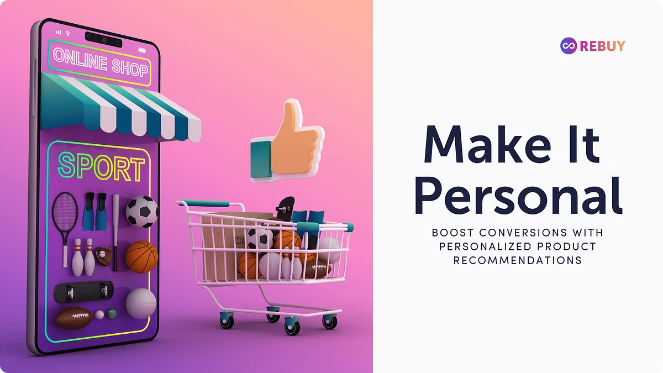 ONLINE SHOP
SPORT
REBUY
Make It
Personal
BOOST CONVERSIONS WITH
PERSONALIZED PRODUCT
RECOMMENDATIONS